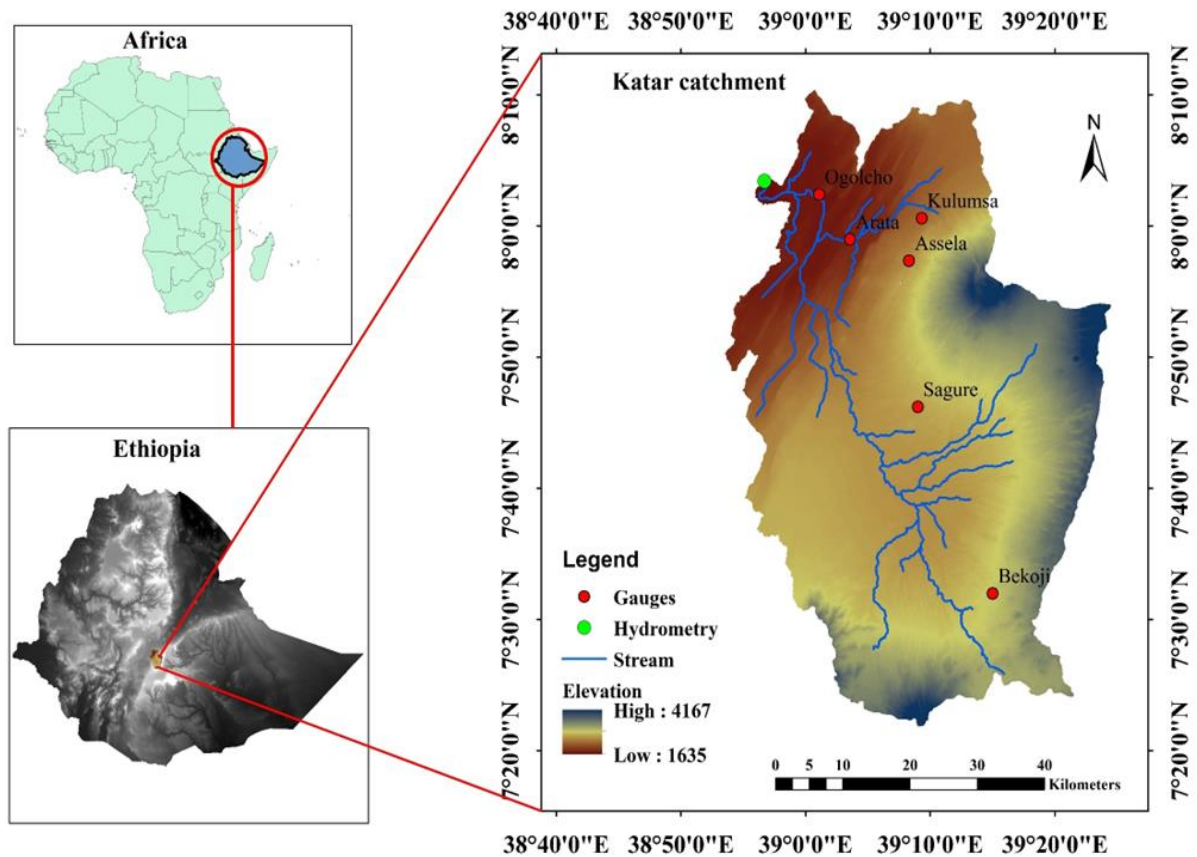 Africa
Ethiopia
38°40'0"E 38°50'0"E 39°0'0"E 39°10'0"E 39°20'0"E
Katar catchment
N
8°10'0"N
8°0'0"N
7°50'0"N
7°40'0"N
7°30'0"N
7°20'0"N
8°10'0"N
8°0'0"N
7°50'0"N
7°40'0"N
7°30'0"N
7°20'0"N
Ogolcho
Kulumsa
Arata
Assela
Sagure
Bekoji
Legend
Gauges
Hydrometry
Stream
Elevation
High : 4167
Low : 1635
0 5 10 20 30 40
Kilometers
38°40'0"E 38°50'0"E 39°0'0"E 39°10'0"E 39°20'0"E